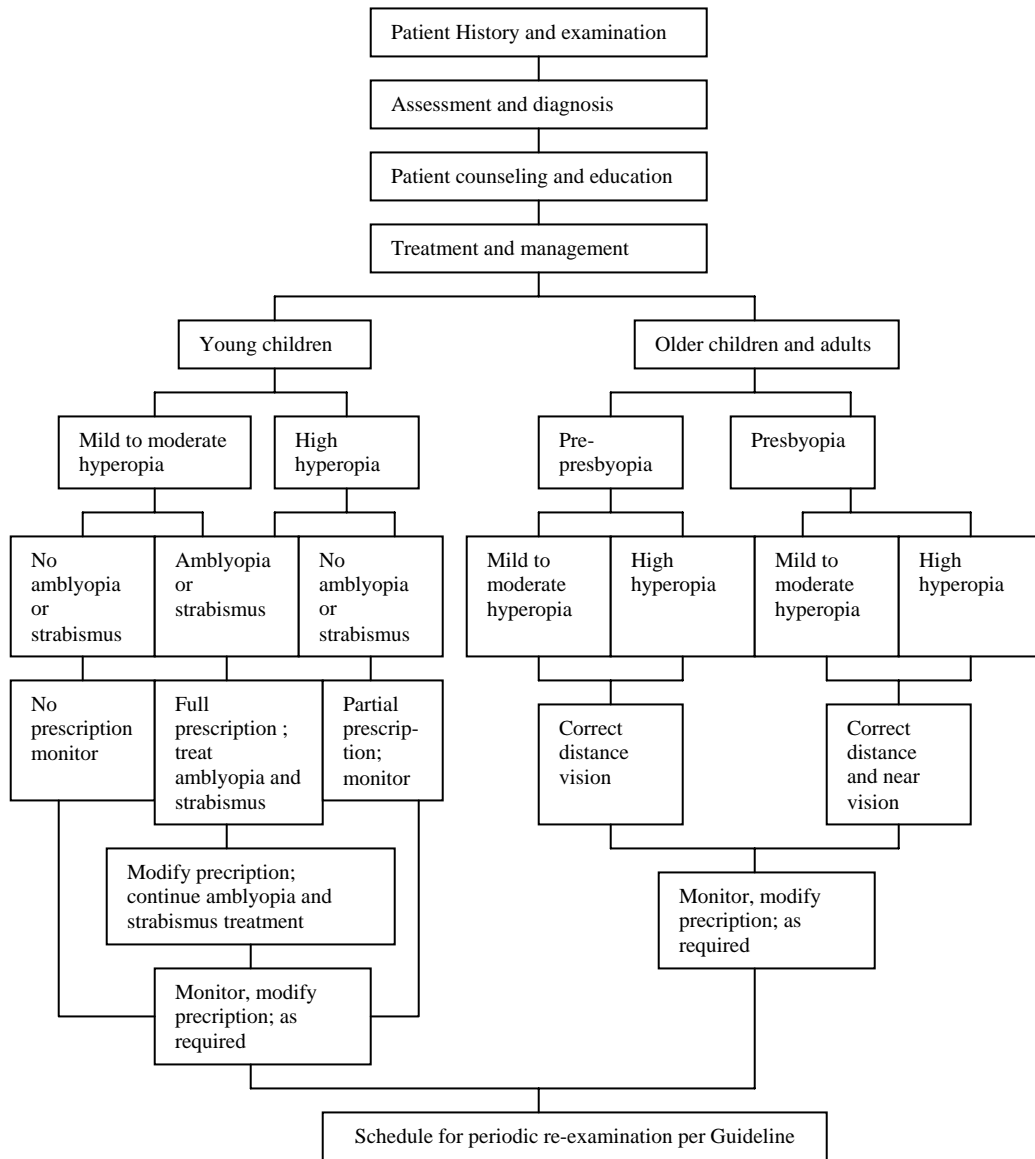 Patient History and examination
Assessment and diagnosis
Patient counseling and education
Treatment and management
Young children
Older children and adults
Mild to moderate
hyperopia
High
hyperopia
Pre-
presbyopia
Presbyopia
No
amblyopia
or
strabismus
Amblyopia
or
strabismus
No
amblyopia
or
strabismus
Mild to
moderate
hyperopia
High
hyperopia
Mild to
moderate
hyperopia
High
hyperopia
No
prescription
monitor
Full
prescription ;
treat
amblyopia and
strabismus
Partial
prescrip-
tion;
monitor
Correct
distance
vision
Correct
distance
and near
vision
Modify precription;
continue amblyopia and
strabismus treatment
Monitor, modify
precription; as
required
Monitor, modify
precription; as
required
Schedule for periodic re-examination per Guideline